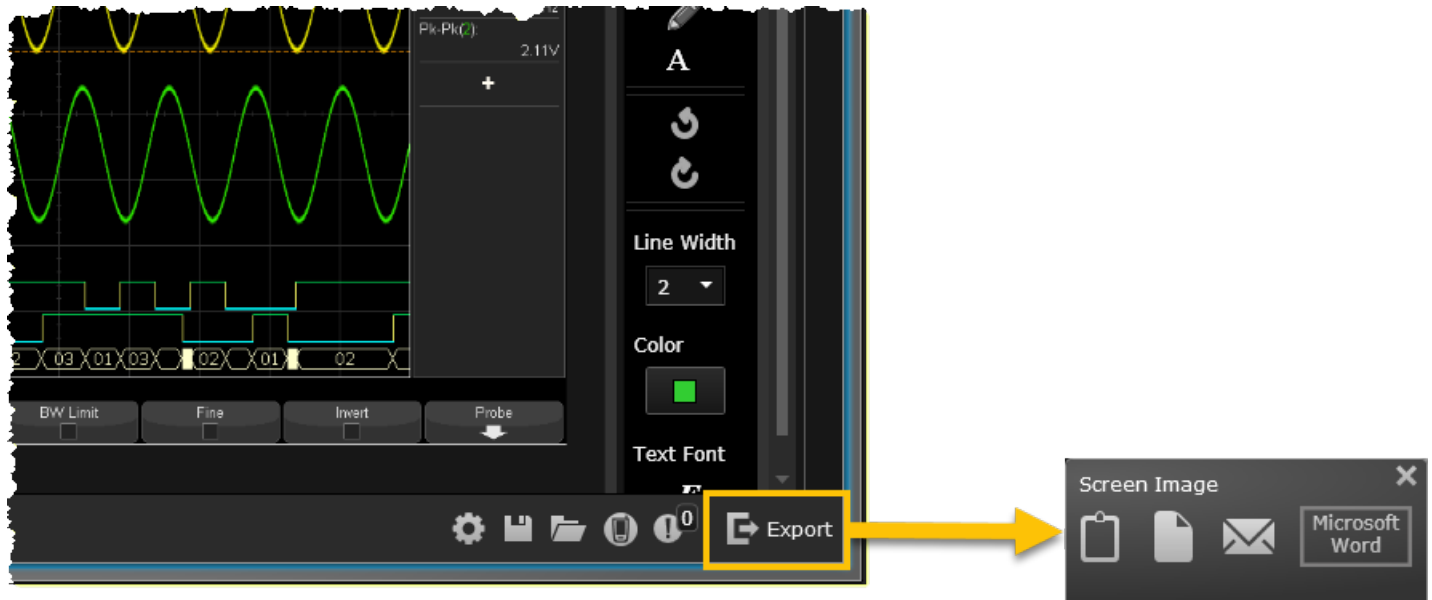 Pk-Pk(2):
2.11V
+
A
Line Width
2
Color
Text Font
03 01 03 02 01 02
BW Limit
Fine
Invert
Probe
0
Export
Screen Image
Microsoft
Word